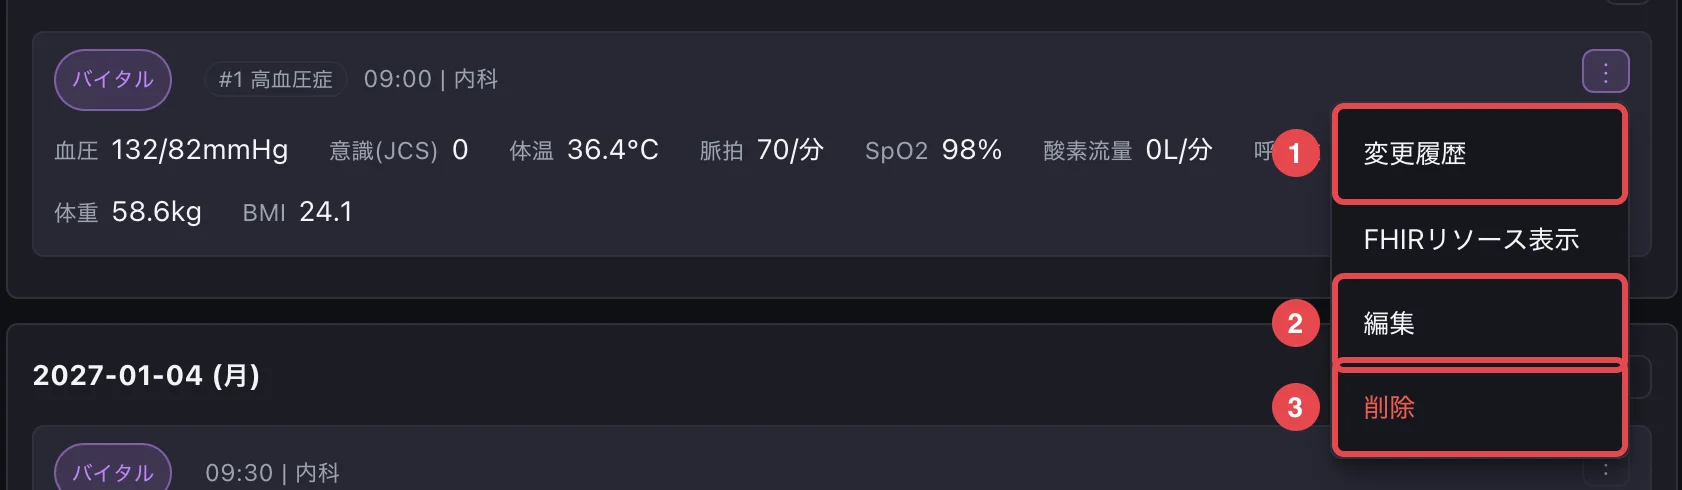 バイタル #1 高血圧症 09:00 | 内科 ⋮
血圧 132/82mmHg 意識(JCS) 0 体温 36.4°C 脈拍 70/分 SpO2 98% 酸素流量 0L/分 呼
体重 58.6kg BMI 24.1
1 変更履歴
FHIRリソース表示
2 編集
3 削除
2027-01-04 (月)
バイタル 09:30 | 内科 ⋮